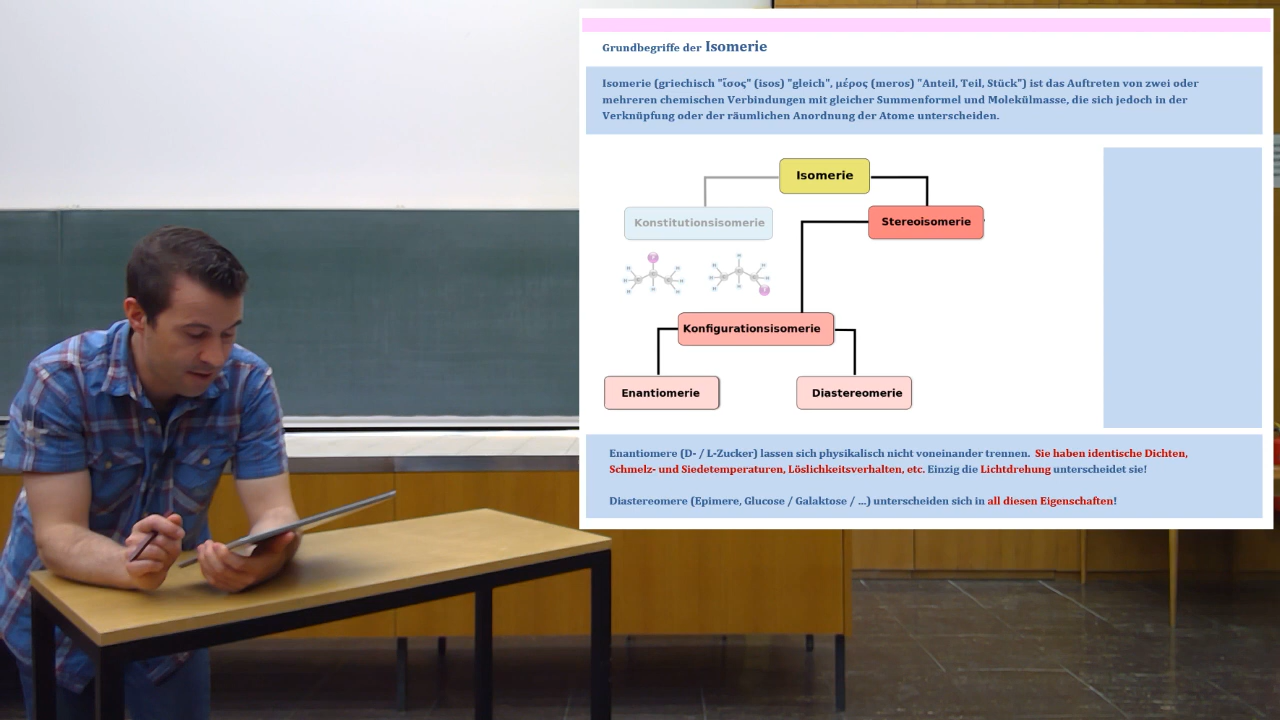 Grundbegriffe der Isomerie
Isomerie (griechisch "ἴσος" (isos) "gleich", μέρος (meros) "Anteil, Teil, Stück") ist das Auftreten von zwei oder
mehreren chemischen Verbindungen mit gleicher Summenformel und Molekülmasse, die sich jedoch in der
Verknüpfung oder der räumlichen Anordnung der Atome unterscheiden.
Isomerie
Konstitutionsisomerie
Stereoisomerie
Konfigurationsisomerie
Enantiomerie
Diastereomerie
Enantiomere (D- / L-Zucker) lassen sich physikalisch nicht voneinander trennen. Sie haben identische Dichten,
Schmelz- und Siedetemperaturen, Löslichkeitsverhalten, etc. Einzig die Lichtdrehung unterscheidet sie!
Diastereomere (Epimere, Glucose / Galaktose / ...) unterscheiden sich in all diesen Eigenschaften!